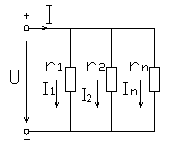 + I
r1 r2 rn
U I1 I2 In
−